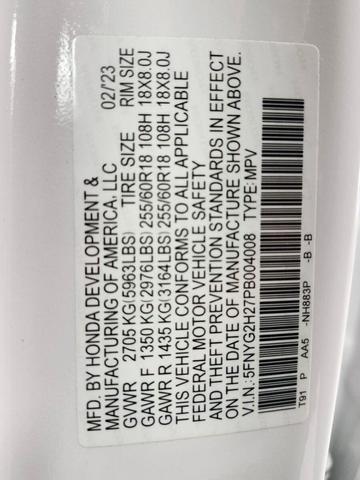 MFD. BY HONDA DEVELOPMENT &
MANUFACTURING OF AMERICA, LLC 02/'23
GVWR 2705 KG(5963LBS) TIRE SIZE RIM SIZE
GAWR F 1350 KG(2976LBS) 255/60R18 108H 18X8.0J
GAWR R 1435 KG(3164LBS) 255/60R18 108H 18X8.0J
THIS VEHICLE CONFORMS TO ALL APPLICABLE
FEDERAL MOTOR VEHICLE SAFETY
AND THEFT PREVENTION STANDARDS IN EFFECT
ON THE DATE OF MANUFACTURE SHOWN ABOVE.
V.I.N.:5FNYG2H27PB004008 TYPE: MPV
T91 P AA5 -NH883P -B -B